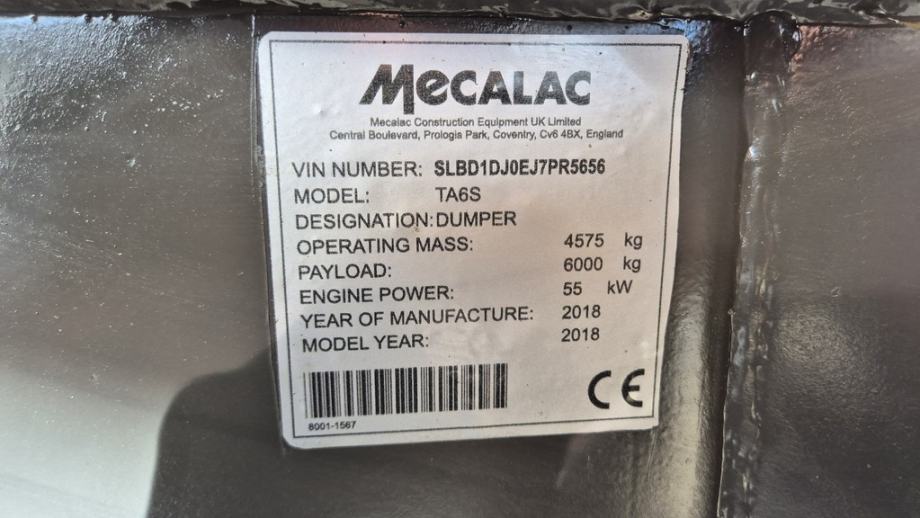 MECALAC
Mecalac Construction Equipment UK Limited
Central Boulevard, Prologis Park, Coventry, Cv6 4BX, England
VIN NUMBER: SLBD1DJ0EJ7PR5656
MODEL: TA6S
DESIGNATION: DUMPER
OPERATING MASS: 4575 kg
PAYLOAD: 6000 kg
ENGINE POWER: 55 kW
YEAR OF MANUFACTURE: 2018
MODEL YEAR: 2018
8001-1567
CE